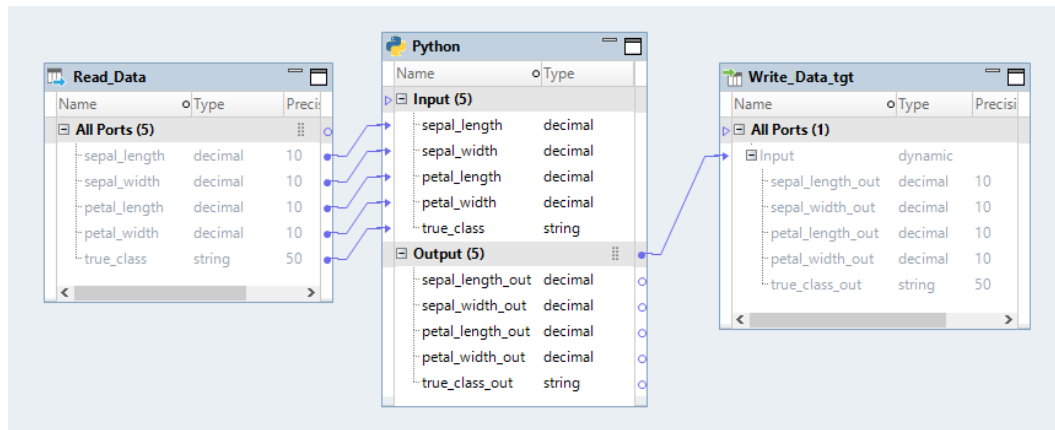 Read_Data
Name Type Precis
All Ports (5)
sepal_length decimal 10
sepal_width decimal 10
petal_length decimal 10
petal_width decimal 10
true_class string 50
Python
Name Type
Input (5)
sepal_length decimal
sepal_width decimal
petal_length decimal
petal_width decimal
true_class string
Output (5)
sepal_length_out decimal
sepal_width_out decimal
petal_length_out decimal
petal_width_out decimal
true_class_out string
Write_Data_tgt
Name Type Precisi
All Ports (1)
Input dynamic
sepal_length_out decimal 10
sepal_width_out decimal 10
petal_length_out decimal 10
petal_width_out decimal 10
true_class_out string 50